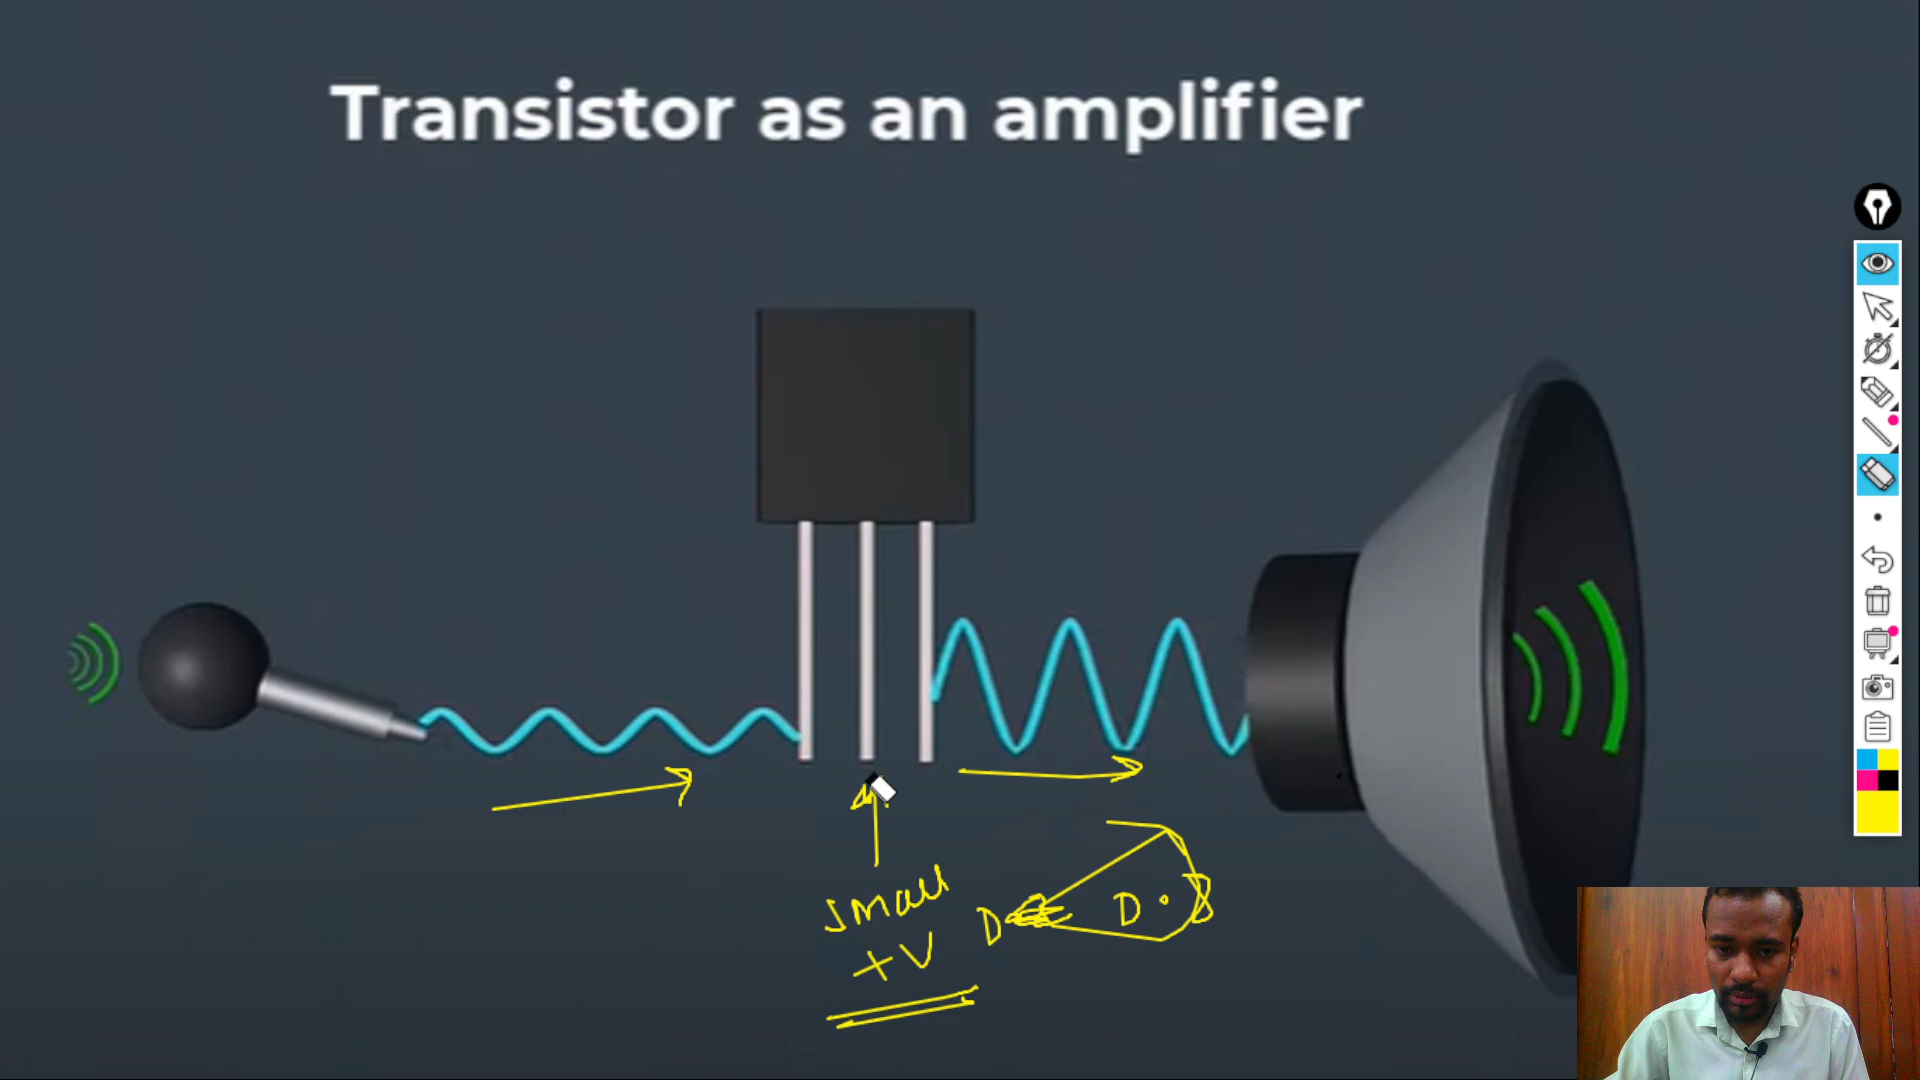 Transistor as an amplifier
small
+V
D
D